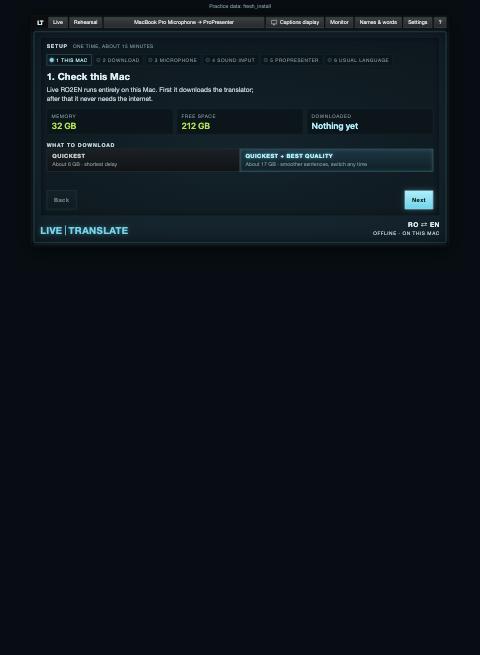 Practice data: fresh_install
LT Live Rehearsal MacBook Pro Microphone → ProPresenter Captions display Monitor Names & words Settings ?
SETUP ONE TIME, ABOUT 15 MINUTES
1 THIS MAC 2 DOWNLOAD 3 MICROPHONE 4 SOUND INPUT 5 PROPRESENTER 6 USUAL LANGUAGE
1. Check this Mac
Live RO2EN runs entirely on this Mac. First it downloads the translator;
after that it never needs the internet.
MEMORY FREE SPACE DOWNLOADED
32 GB 212 GB Nothing yet
WHAT TO DOWNLOAD
QUICKEST QUICKEST + BEST QUALITY
About 6 GB · shortest delay About 17 GB · smoother sentences, switch any time
Back Next
LIVE TRANSLATE RO ⇄ EN
OFFLINE · ON THIS MAC